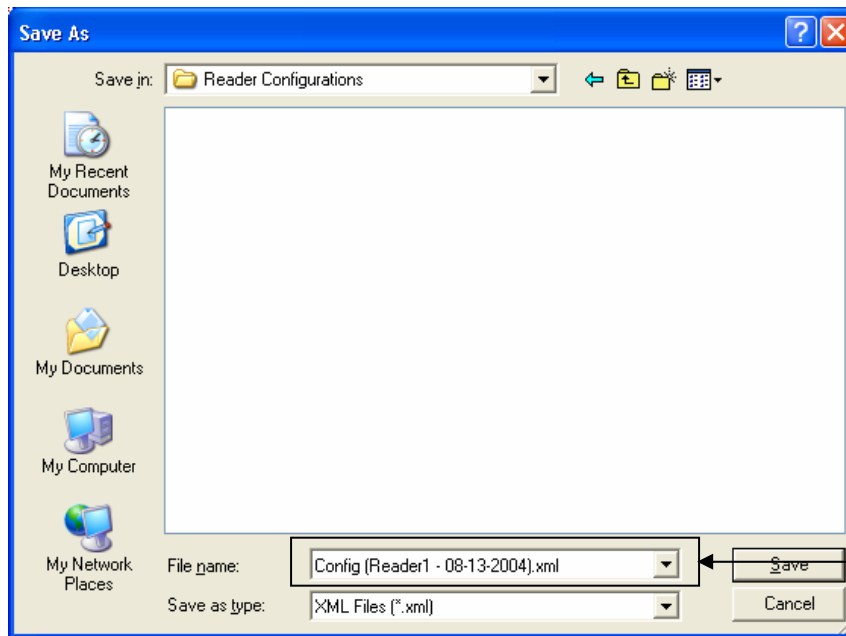 Save As
Save in: Reader Configurations
My Recent
Documents
Desktop
My Documents
My Computer
My Network
Places
File name: Config (Reader1 - 08-13-2004).xml Save
Save as type: XML Files (*.xml) Cancel